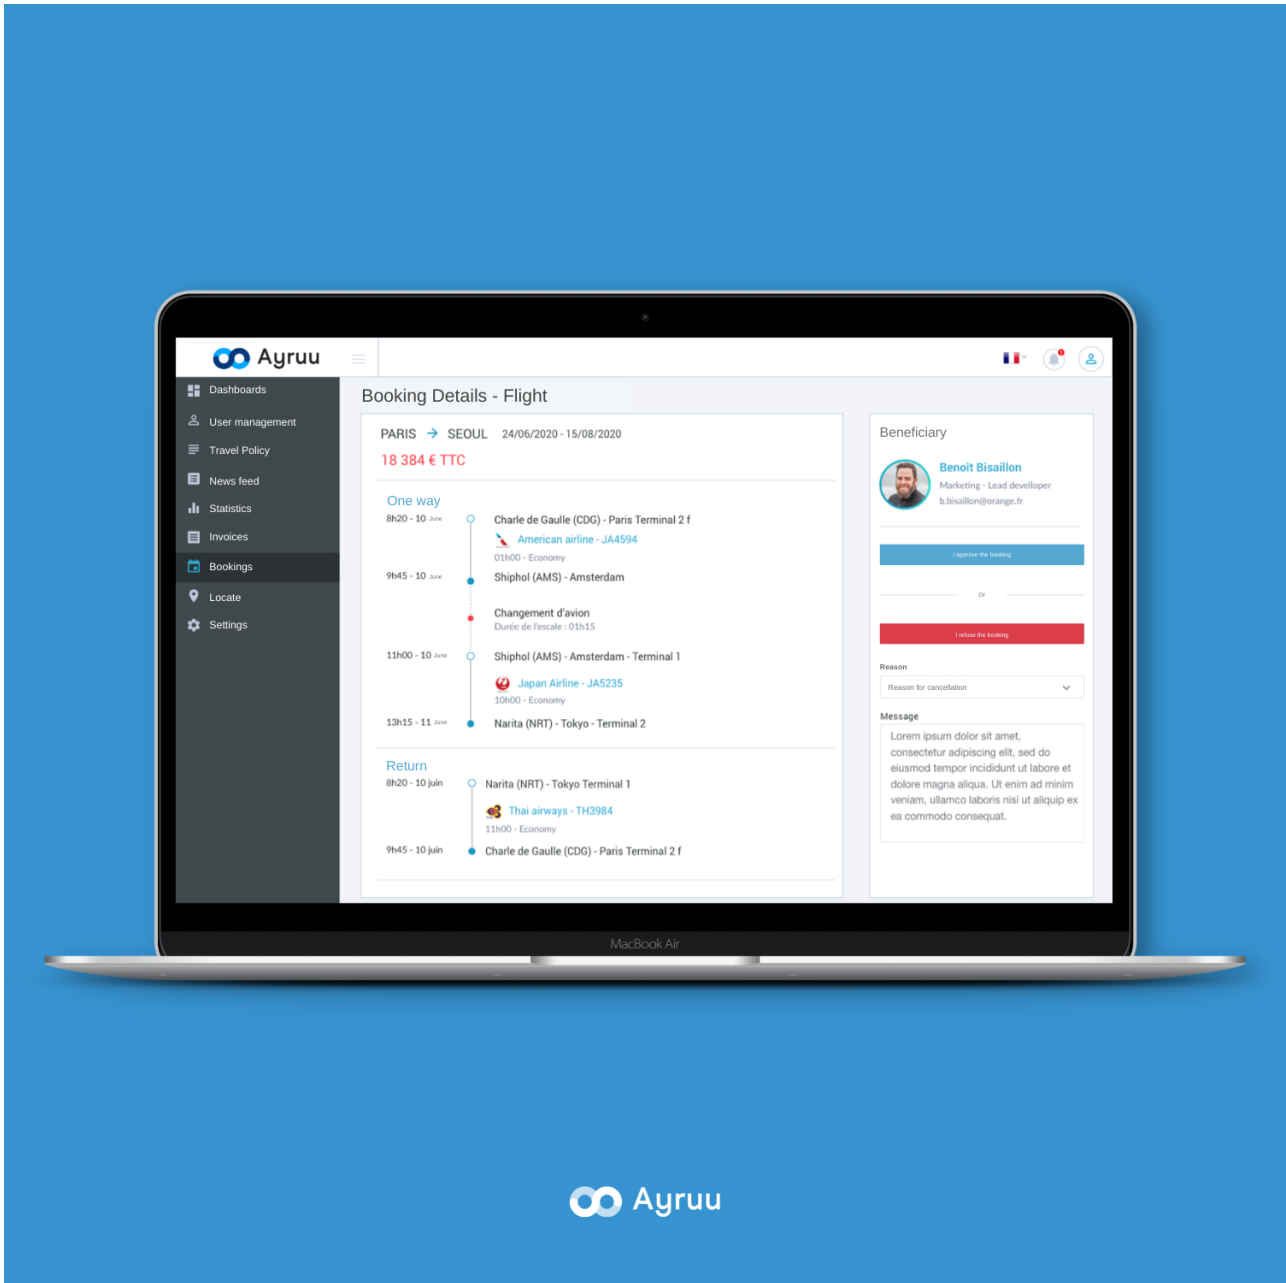 Ayruu
Dashboards
User management
Travel Policy
News feed
Statistics
Invoices
Bookings
Locate
Settings
Booking Details - Flight
PARIS → SEOUL 24/06/2020 - 15/08/2020
18 384 € TTC
One way
8h20 - 10 June Charle de Gaulle (CDG) - Paris Terminal 2 f
American airline - JA4594
01h00 - Economy
9h45 - 10 June Shiphol (AMS) - Amsterdam
Changement d'avion
Durée de l'escale : 01h15
11h00 - 10 June Shiphol (AMS) - Amsterdam - Terminal 1
Japan Airline - JA5235
10h00 - Economy
13h15 - 11 June Narita (NRT) - Tokyo - Terminal 2
Return
8h20 - 10 juin Narita (NRT) - Tokyo Terminal 1
Thai airways - TH3984
11h00 - Economy
9h45 - 10 juin Charle de Gaulle (CDG) - Paris Terminal 2 f
Beneficiary
Benoît Bisaillon
Marketing - Lead develloper
b.bisaillon@orange.fr
I approve the booking
Or
I refuse the booking
Reason
Reason for cancellation
Message
Lorem ipsum dolor sit amet,
consectetur adipiscing elit, sed do
eiusmod tempor incididunt ut labore et
dolore magna aliqua. Ut enim ad minim
veniam, ullamco laboris nisi ut aliquip ex
ea commodo consequat.
MacBook Air
Ayruu